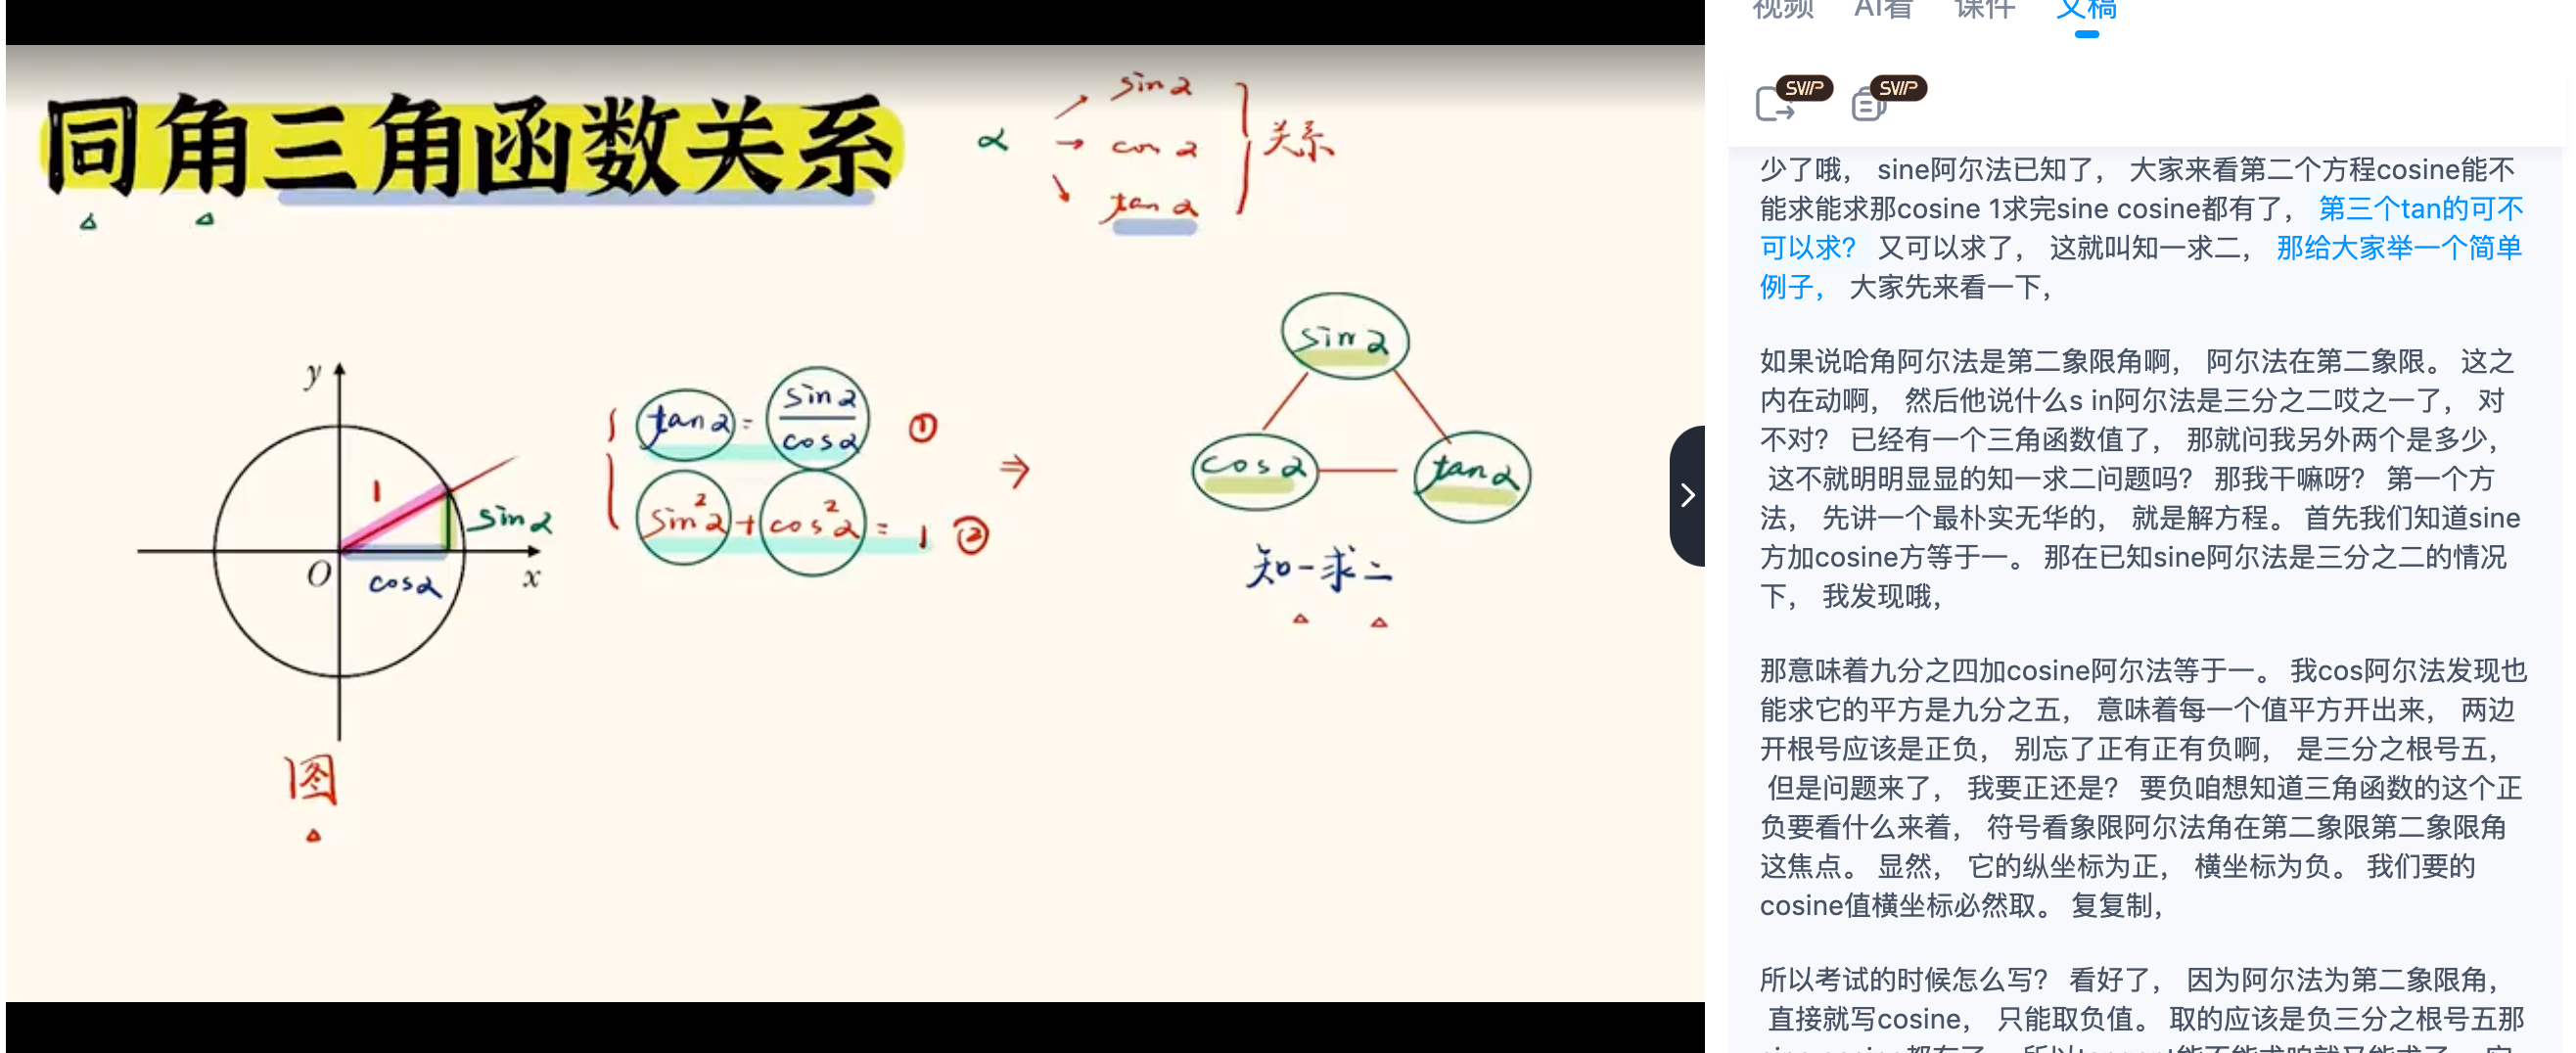 同角三角函数关系
α
sin α
cos α
tan α
关系
y
1
sin α
O
cos α
x
图
tan α = sin α / cos α ①
sin²α + cos²α = 1 ②
⇒
sin α
cos α
tan α
知一求二
视频 AI看 课件 文稿
SVIP SVIP
少了哦， sine阿尔法已知了， 大家来看第二个方程cosine能不
能求能求那cosine 1求完sine cosine都有了， 第三个tan的可不
可以求? 又可以求了， 这就叫知一求二， 那给大家举一个简单
例子， 大家先来看一下，
如果说哈角阿尔法是第二象限角啊， 阿尔法在第二象限。 这之
内在动啊， 然后他说什么s in阿尔法是三分之二哎之一了， 对
不对? 已经有一个三角函数值了， 那就问我另外两个是多少，
这不就明明显显的知一求二问题吗? 那我干嘛呀? 第一个方
法， 先讲一个最朴实无华的， 就是解方程。 首先我们知道sine
方加cosine方等于一。 那在已知sine阿尔法是三分之二的情况
下， 我发现哦，
那意味着九分之四加cosine阿尔法等于一。 我cos阿尔法发现也
能求它的平方是九分之五， 意味着每一个值平方开出来， 两边
开根号应该是正负， 别忘了正有正有负啊， 是三分之根号五，
但是问题来了， 我要正还是? 要负咱想知道三角函数的这个正
负要看什么来着， 符号看象限阿尔法角在第二象限第二象限角
这焦点。 显然， 它的纵坐标为正， 横坐标为负。 我们要的
cosine值横坐标必然取。 复复制，
所以考试的时候怎么写? 看好了， 因为阿尔法为第二象限角，
直接就写cosine， 只能取负值。 取的应该是负三分之根号五那